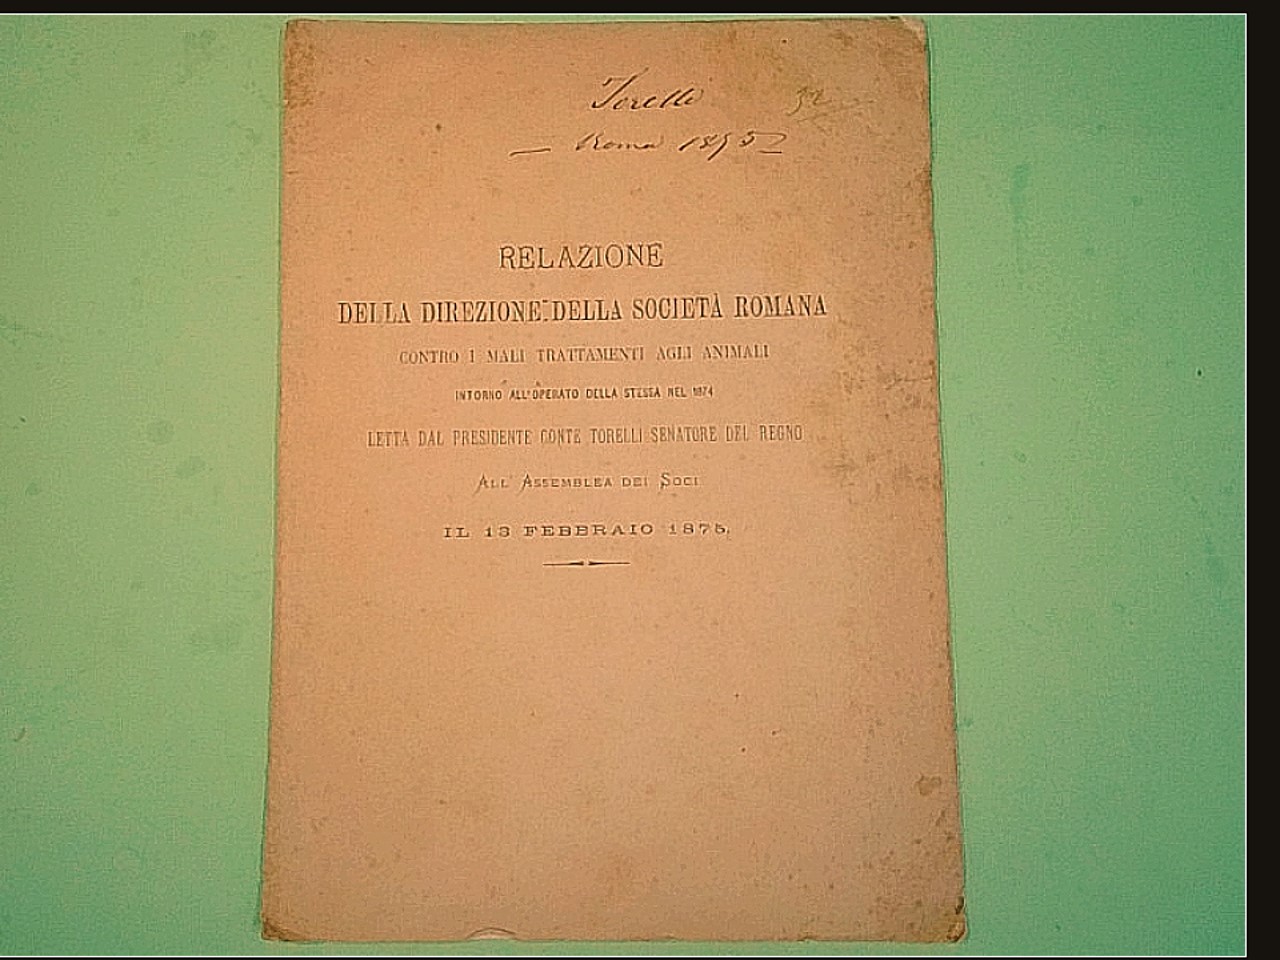 Torelli 32
Roma 1875
RELAZIONE
DELLA DIREZIONE DELLA SOCIETÀ ROMANA
CONTRO I MALI TRATTAMENTI AGLI ANIMALI
INTORNO ALL'OPERATO DELLA STESSA NEL 1874
LETTA DAL PRESIDENTE CONTE TORELLI SENATORE DEL REGNO
ALL'ASSEMBLEA DEI SOCI
IL 13 FEBBRAIO 1875.